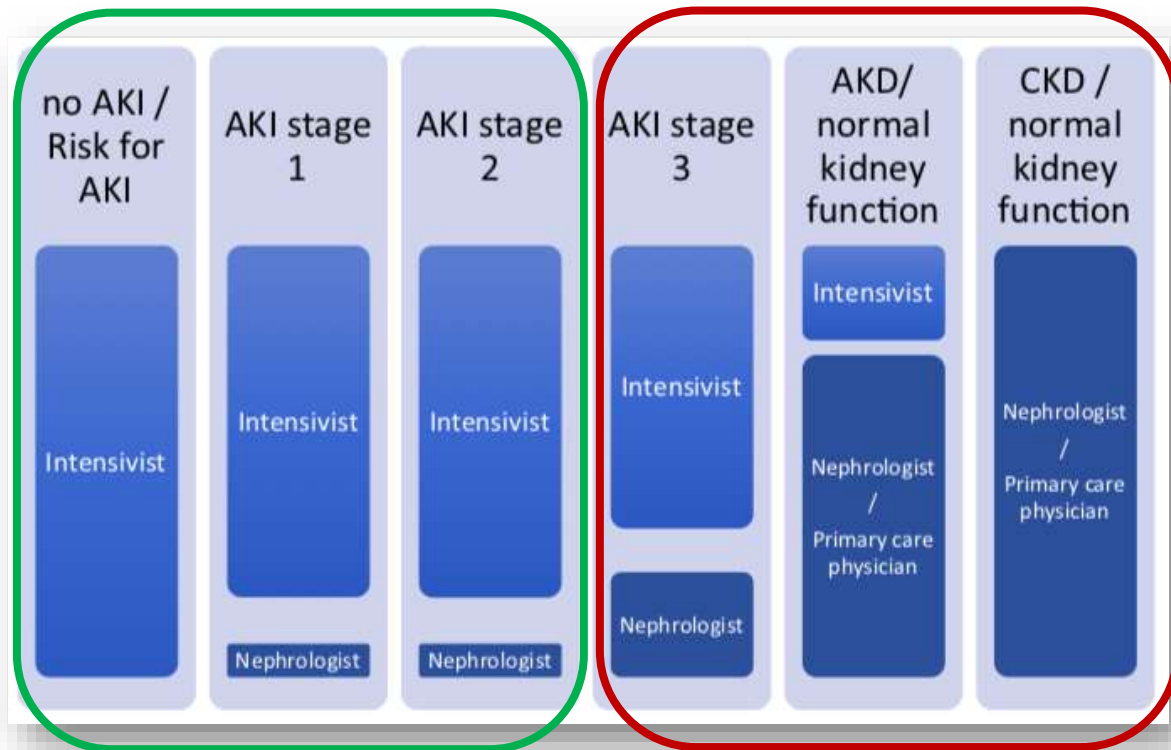 no AKI /
Risk for
AKI
Intensivist
AKI stage
1
Intensivist
Nephrologist
AKI stage
2
Intensivist
Nephrologist
AKI stage
3
Intensivist
Nephrologist
AKD/
normal
kidney
function
Intensivist
Nephrologist
/
Primary care
physician
CKD /
normal
kidney
function
Nephrologist
/
Primary care
physician